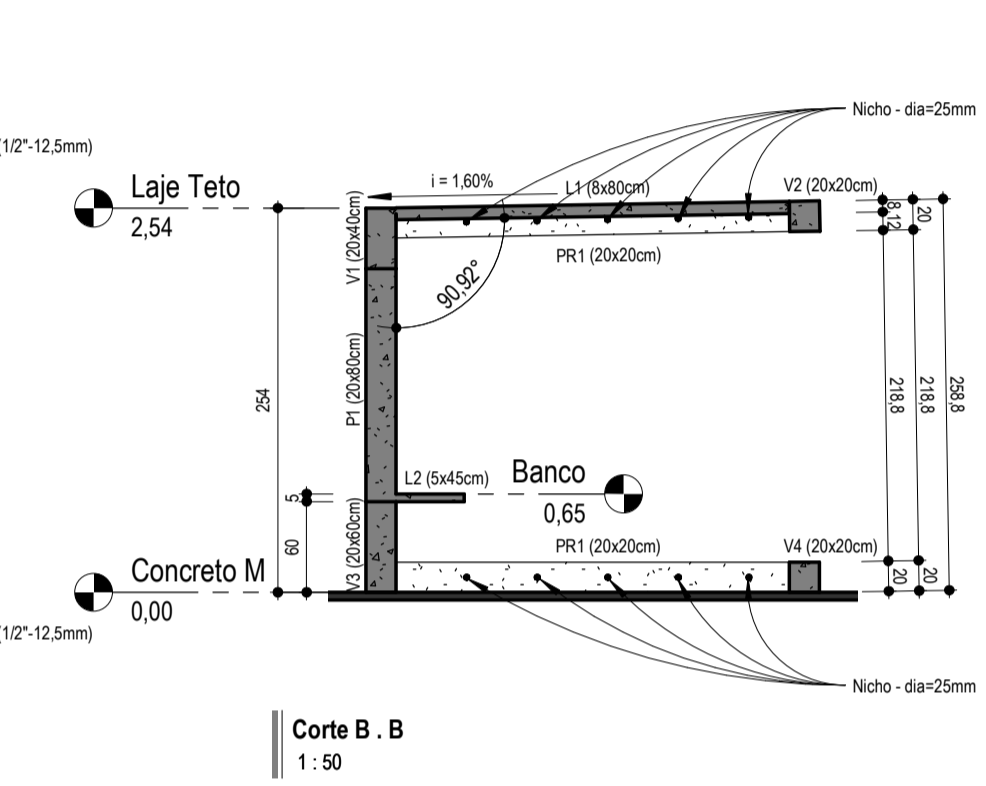 Nicho - dia=25mm
(1/2"-12,5mm)
Laje Teto
2,54
i = 1,60%
L1 (8x80cm)
V2 (20x20cm)
8
12
20
V1 (20x40cm)
PR1 (20x20cm)
90,92°
P1 (20x80cm)
254
218,8
218,8
258,8
L2 (5x45cm)
Banco
0,65
5
60
V3 (20x60cm)
PR1 (20x20cm)
V4 (20x20cm)
20
20
Concreto M
0,00
(1/2"-12,5mm)
Nicho - dia=25mm
Corte B . B
1 : 50